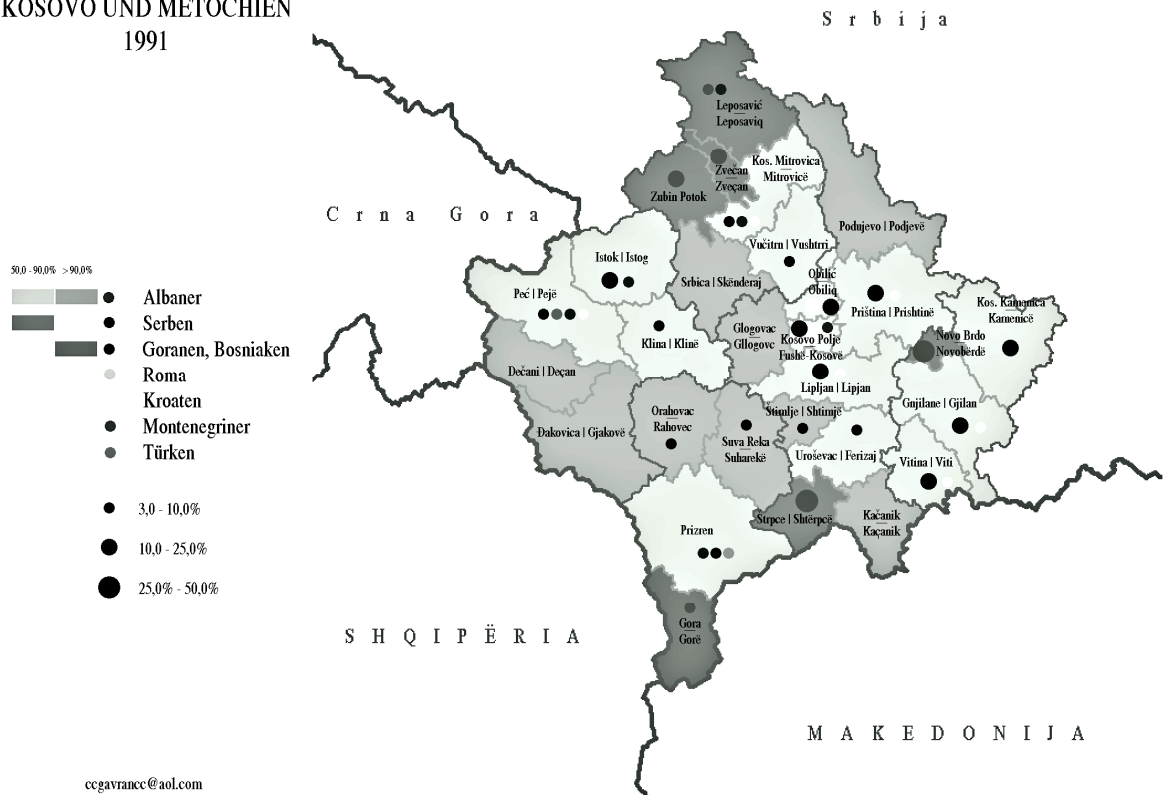 KOSOVO UND METOCHIEN
1991
Srbija
Crna Gora
SHQIPËRIA
MAKEDONIJA
50,0 - 90,0% > 90,0%
Albaner
Serben
Goranen, Bosniaken
Roma
Kroaten
Montenegriner
Türken
3,0 - 10,0%
10,0 - 25,0%
25,0% - 50,0%
ccgavrancc@aol.com
Leposavić
Leposaviq
Zvečan
Zveçan
Kos. Mitrovica
Mitrovicë
Zubin Potok
Podujevo | Podjevë
Vučitrn | Vushtrri
Istok | Istog
Srbica | Skënderaj
Obilić
Obiliq
Peć | Pejë
Priština | Prishtinë
Kos. Kamenica
Kamenicë
Glogovac
Gllogovc
Kosovo Polje
Fushë-Kosovë
Novo Brdo
Novobërdë
Klina | Klinë
Dečani | Deçan
Lipljan | Lipjan
Gnjilane | Gjilan
Orahovac
Rahovec
Štimlje | Shtimjë
Đakovica | Gjakovë
Suva Reka
Suharekë
Uroševac | Ferizaj
Vitina | Viti
Prizren
Štrpce | Shtërpcë
Kačanik
Kaçanik
Gora
Gorë